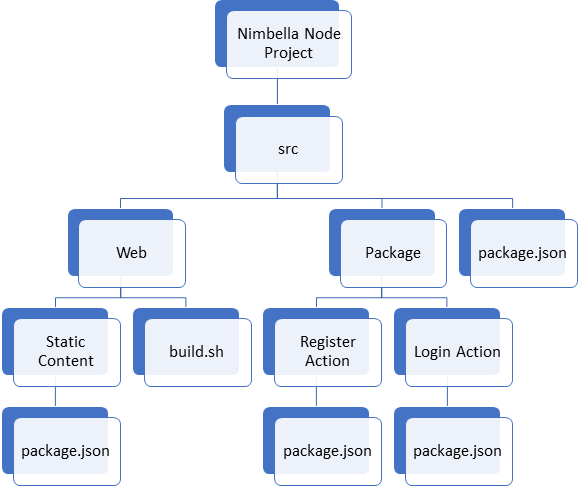 Nimbella Node
Project
src
Web
Package
package.json
Static
Content
build.sh
Register
Action
Login Action
package.json
package.json
package.json